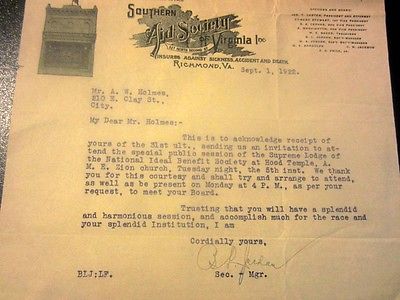 Southern
Aid Society
of Virginia Inc
INSURES AGAINST SICKNESS, ACCIDENT AND DEATH.
RICHMOND, VA.
Sept. 1, 1922.
Mr. A. W. Holmes,
210 E. Clay St.,
City.
My Dear Mr. Holmes:-
This is to acknowledge receipt of
yours of the 31st ult., sending us an invitation to at-
tend the special public session of the Supreme Lodge of
the National Ideal Benefit Society at Hood Temple, A.
M. E. Zion church, Tuesday night, the 5th inst. We thank
you for this courtesy and shall try and arrange to attend,
as well as be present on Monday at 4 P. M., as per your
request, to meet your Board.
Trusting that you will have a splendid
and harmonious session, and accomplish much for the race and
your splendid Institution, I am
Cordially yours,
B L Jordan
BLJ:LF. Sec - Mgr.